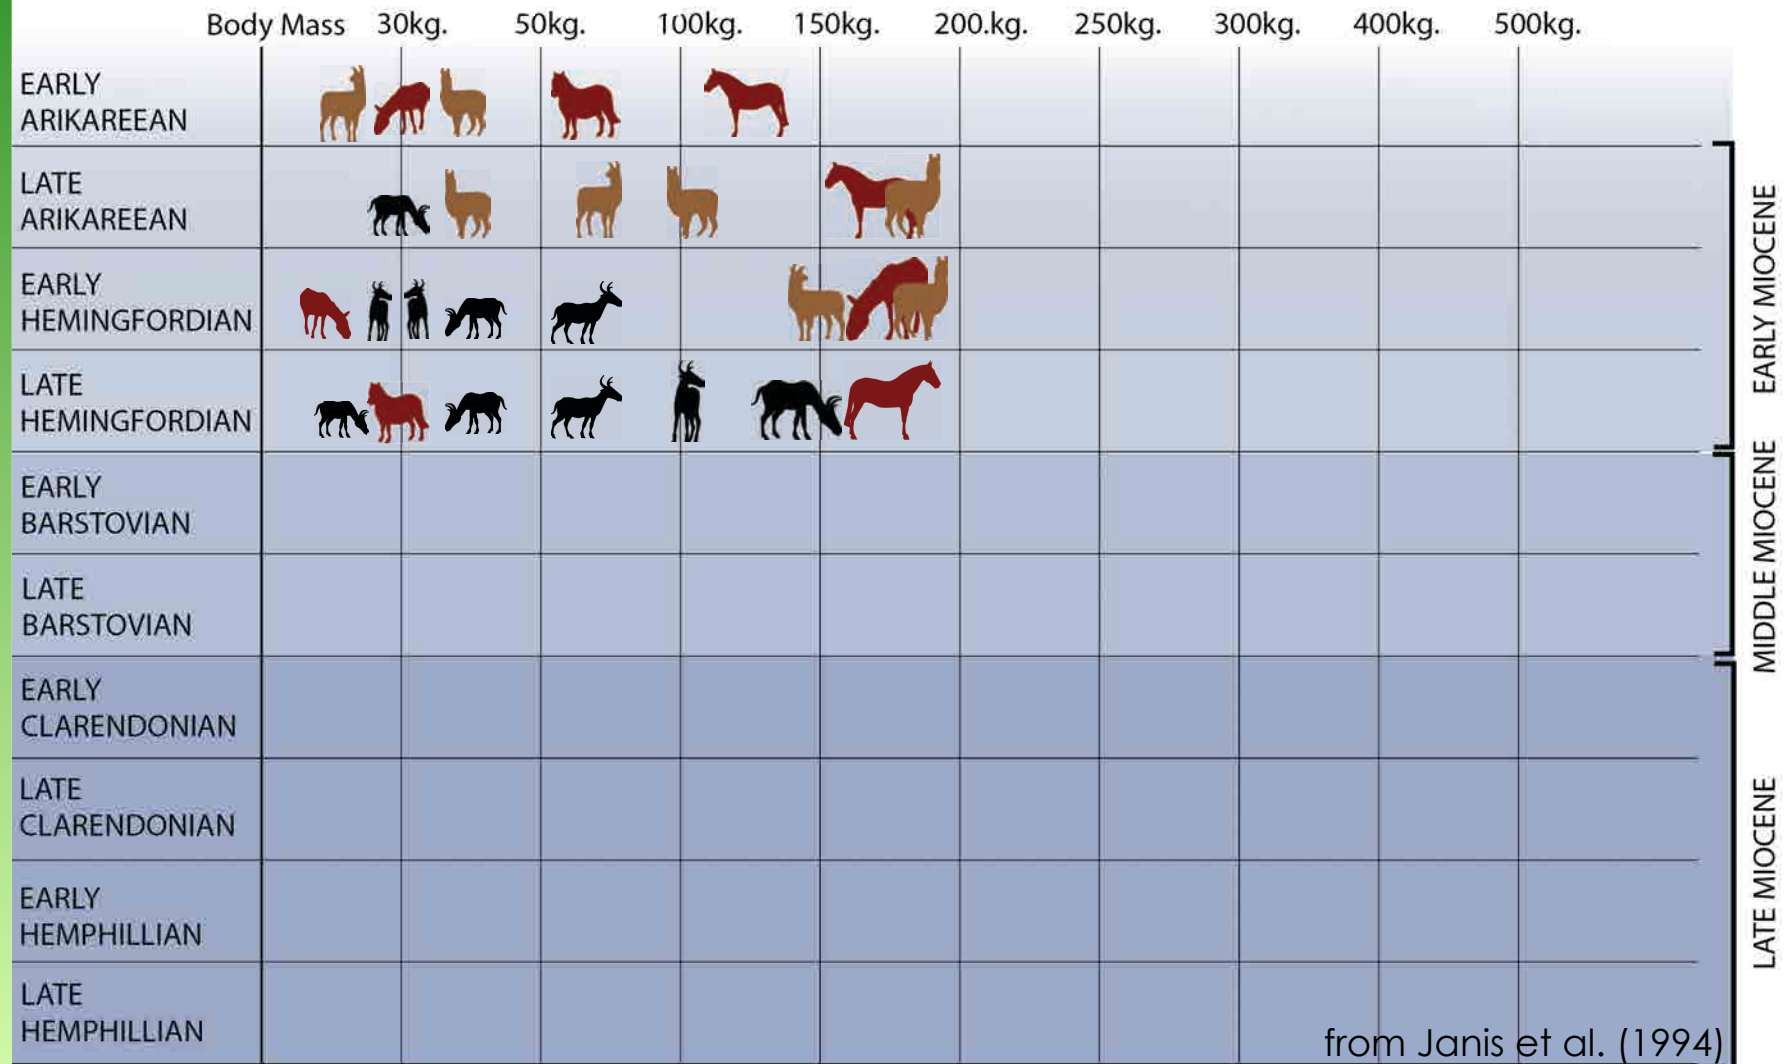 Body Mass 30kg. 50kg. 100kg. 150kg. 200.kg. 250kg. 300kg. 400kg. 500kg.
EARLY
ARIKAREEAN
LATE
ARIKAREEAN
EARLY
HEMINGFORDIAN
LATE
HEMINGFORDIAN
EARLY MIOCENE
EARLY
BARSTOVIAN
LATE
BARSTOVIAN
MIDDLE MIOCENE
EARLY
CLARENDONIAN
LATE
CLARENDONIAN
EARLY
HEMPHILLIAN
LATE
HEMPHILLIAN
LATE MIOCENE
from Janis et al. (1994)